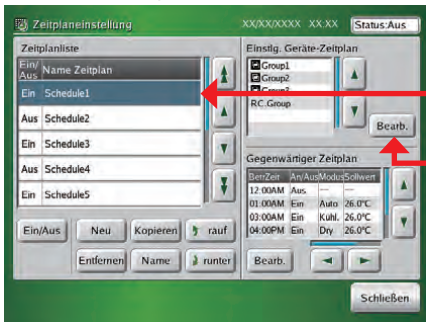 Zeitplaneinstellung XX/XX/XXXX XX:XX Status:Aus
Zeitplanliste
Ein/Aus Name Zeitplan
Ein Schedule1
Aus Schedule2
Ein Schedule3
Aus Schedule4
Ein Schedule5
Ein/Aus Neu Kopieren rauf
Entfernen Name runter
Einstlg. Geräte-Zeitplan
Group1
Group2
Group3
RC.Group
Bearb.
Gegenwärtiger Zeitplan
BetrZeit An/Aus Modus Sollwert
12:00AM Aus --- ---
01:00AM Ein Auto 26.0°C
03:00AM Ein Kuhl. 26.0°C
04:00PM Ein Dry 26.0°C
Bearb.
Schließen